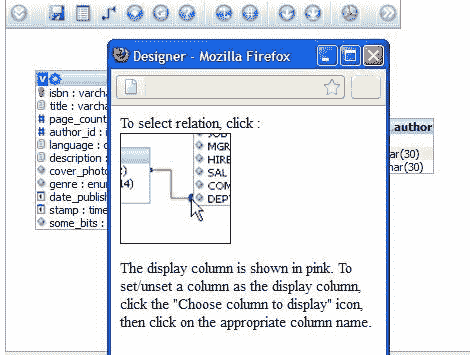 Designer - Mozilla Firefox
isbn : varcha
title : varcha
page_count
author_id : i
language : c
description :
cover_photo
genre : enum
date_publish
stamp : time
some_bits :
author
ar(30)
har(30)
To select relation, click :
JOB
MGR
HIRE
SAL
COM
DEPT
14)
The display column is shown in pink. To
set/unset a column as the display column,
click the "Choose column to display" icon,
then click on the appropriate column name.